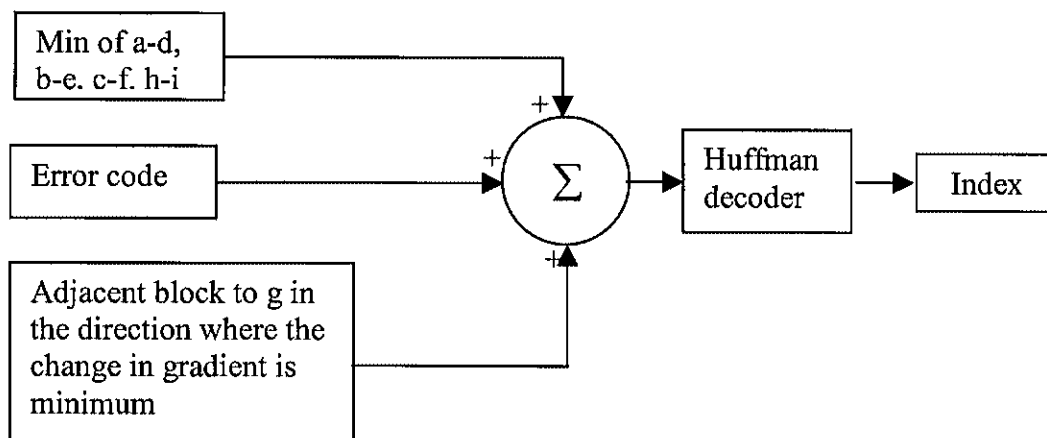 Min of a-d,
b-e. c-f. h-i
+
Error code
+
Σ
Huffman
decoder
Index
+
Adjacent block to g in
the direction where the
change in gradient is
minimum